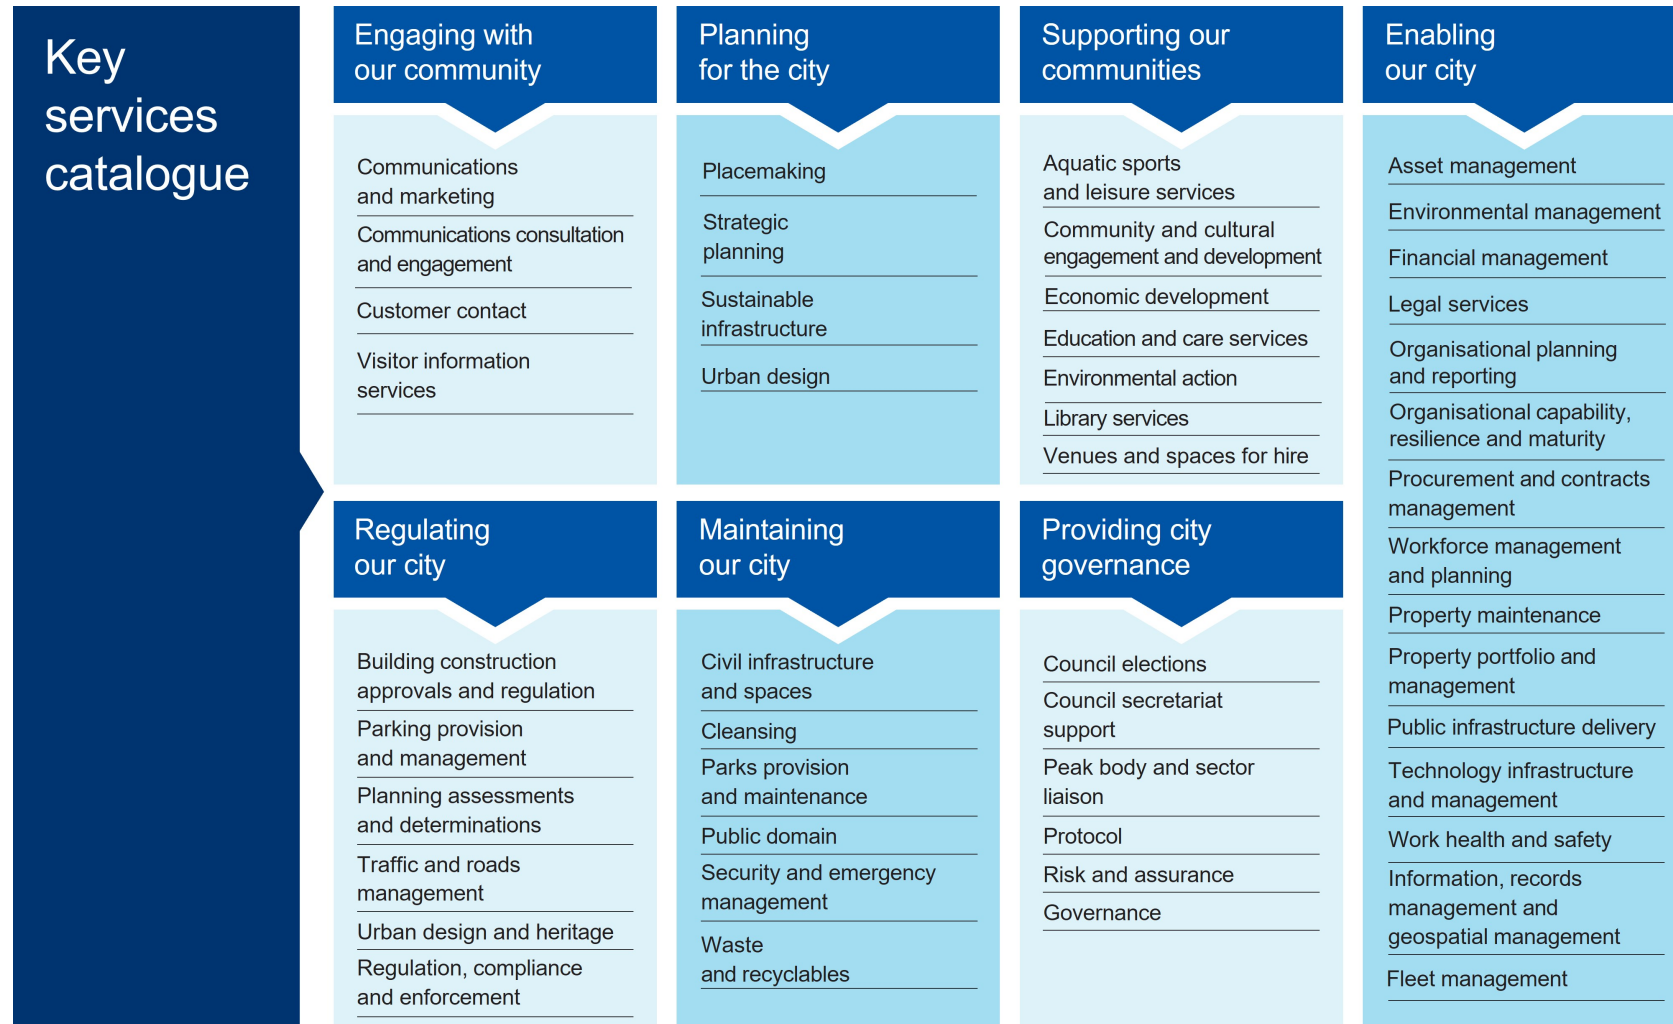 Key
services
catalogue
Engaging with
our community
Communications
and marketing
Communications consultation
and engagement
Customer contact
Visitor information
services
Planning
for the city
Placemaking
Strategic
planning
Sustainable
infrastructure
Urban design
Supporting our
communities
Aquatic sports
and leisure services
Community and cultural
engagement and development
Economic development
Education and care services
Environmental action
Library services
Venues and spaces for hire
Enabling
our city
Asset management
Environmental management
Financial management
Legal services
Organisational planning
and reporting
Organisational capability,
resilience and maturity
Procurement and contracts
management
Workforce management
and planning
Property maintenance
Property portfolio and
management
Public infrastructure delivery
Technology infrastructure
and management
Work health and safety
Information, records
management and
geospatial management
Fleet management
Regulating
our city
Building construction
approvals and regulation
Parking provision
and management
Planning assessments
and determinations
Traffic and roads
management
Urban design and heritage
Regulation, compliance
and enforcement
Maintaining
our city
Civil infrastructure
and spaces
Cleansing
Parks provision
and maintenance
Public domain
Security and emergency
management
Waste
and recyclables
Providing city
governance
Council elections
Council secretariat
support
Peak body and sector
liaison
Protocol
Risk and assurance
Governance